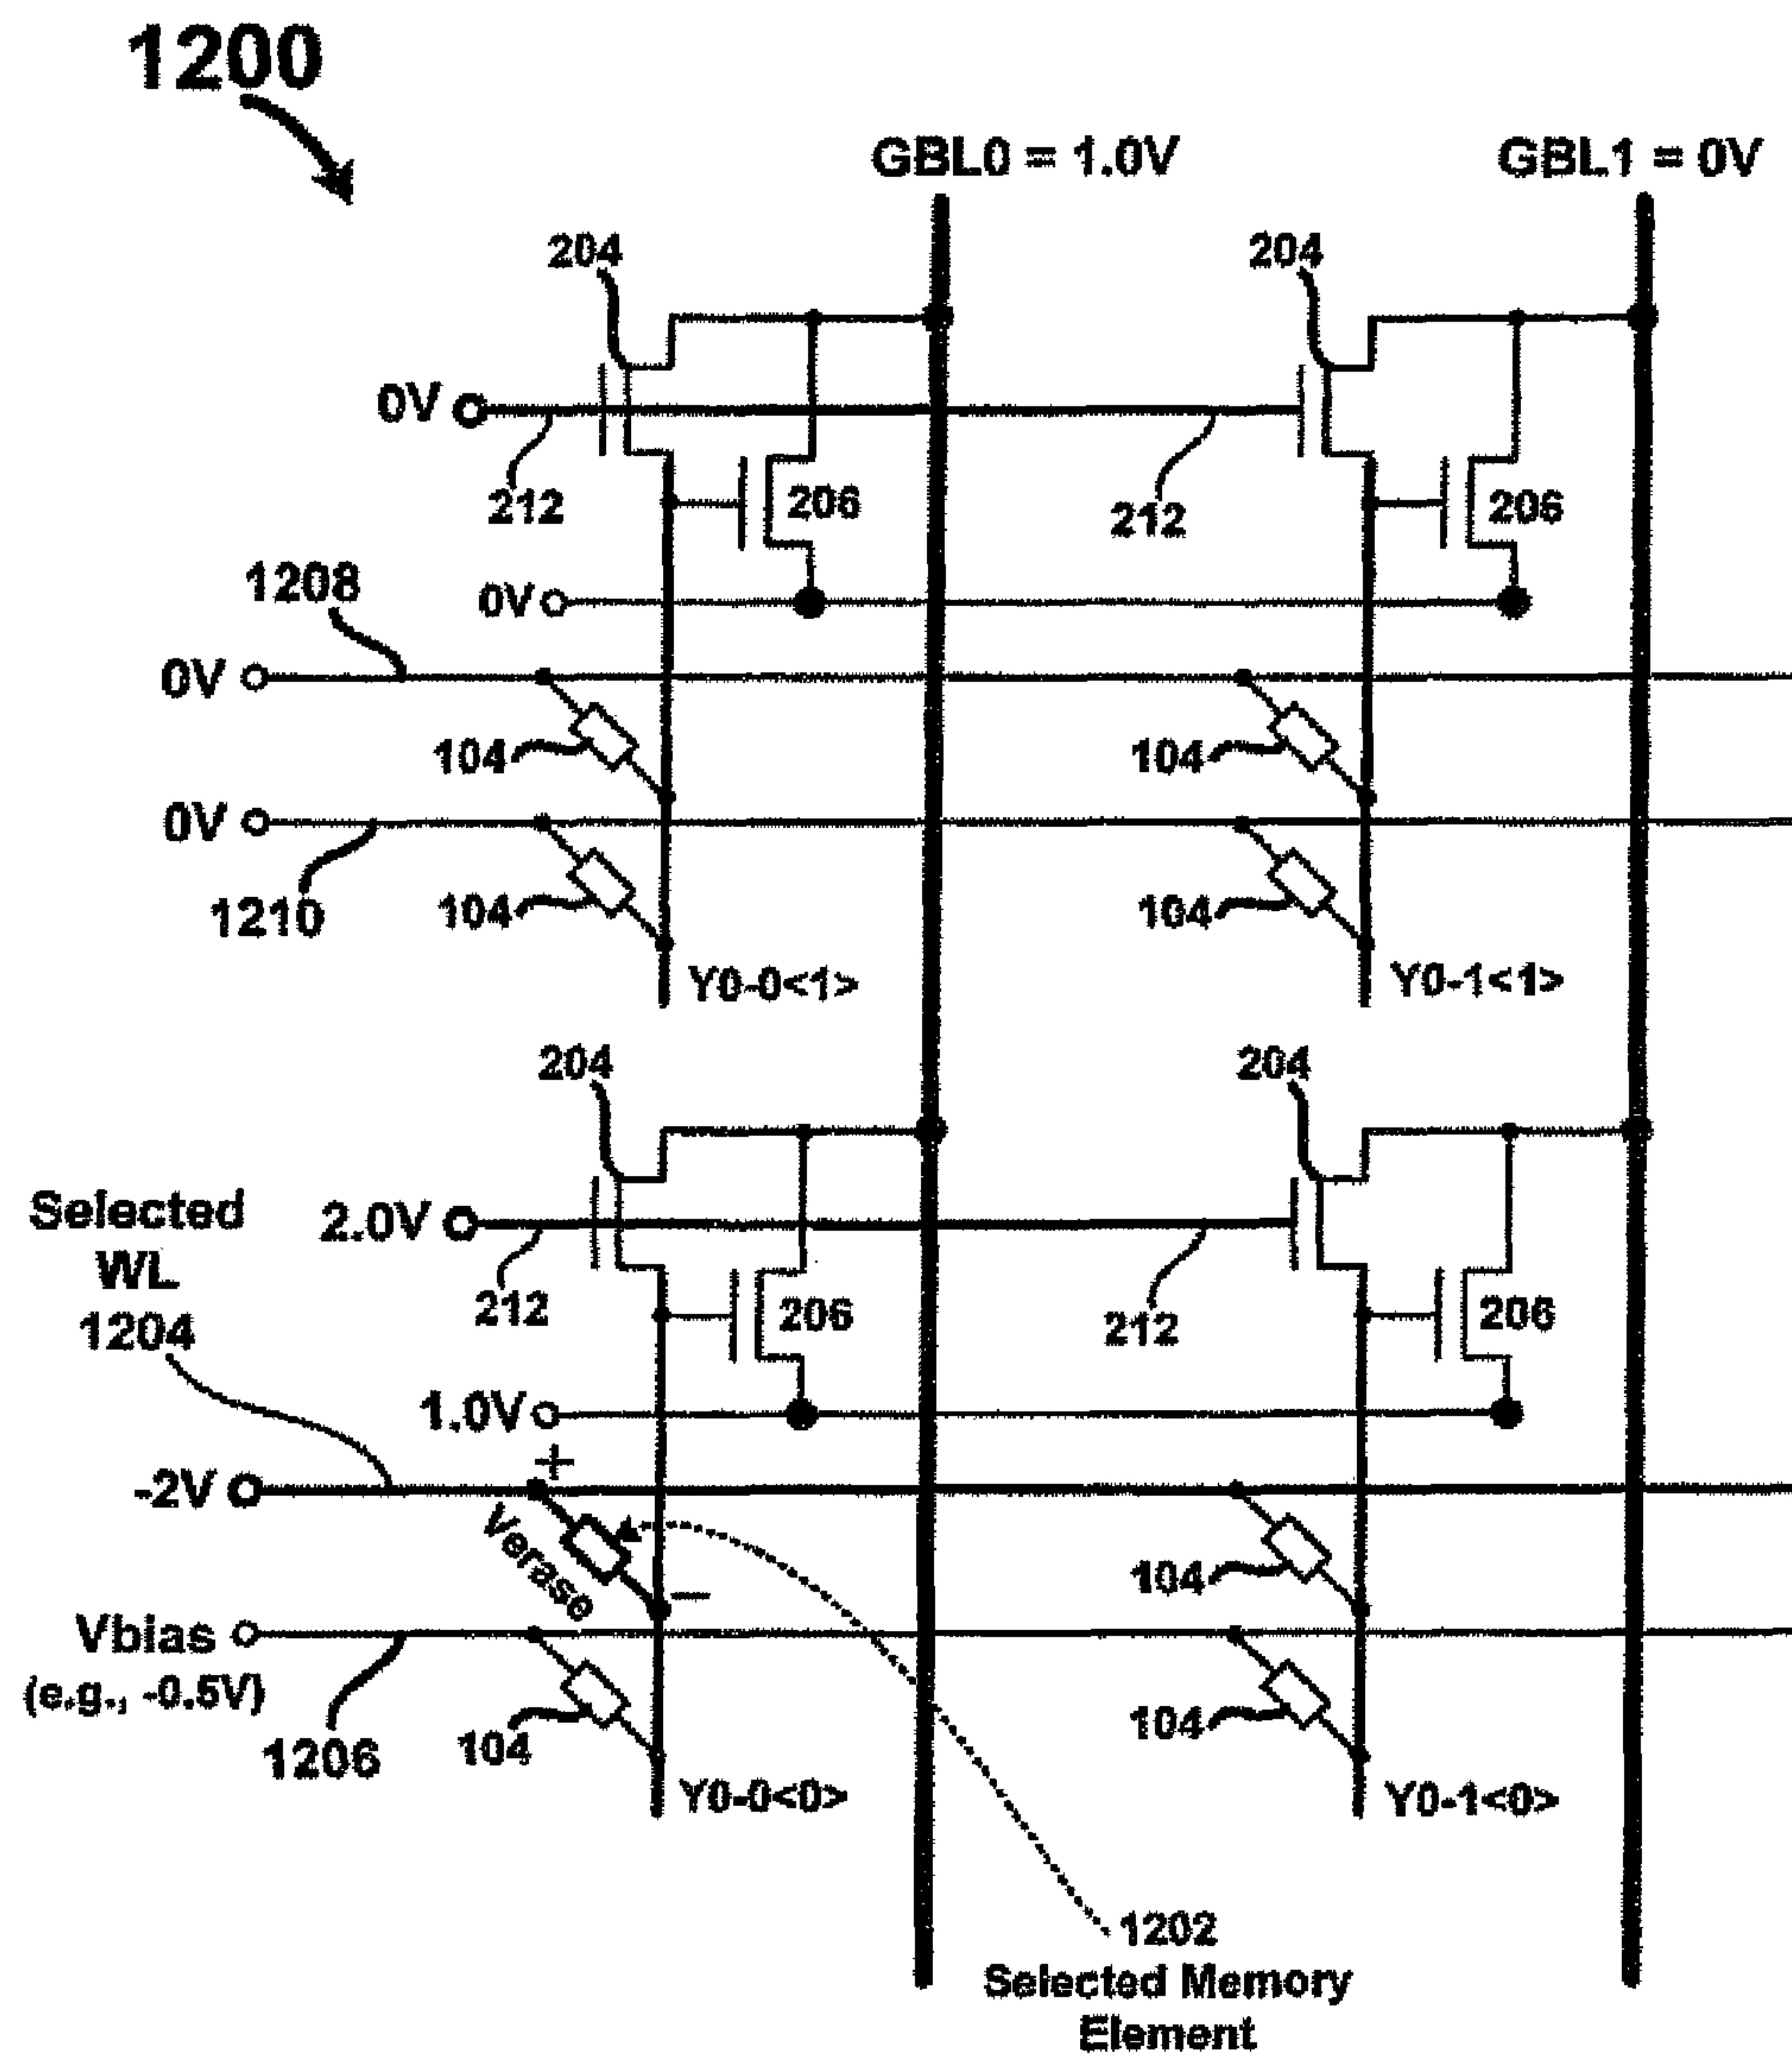 1200
GBL0 = 1.0V
GBL1 = 0V
204
204
0V
212
212
206
206
1208
0V
0V
104
104
0V
1210
104
104
Y0-0<1>
Y0-1<1>
204
204
Selected
WL
1204
2.0V
212
212
206
206
1.0V
+
-2V
Verase
−
104
Vbias
(e.g., -0.5V)
1206
104
104
Y0-0<0>
Y0-1<0>
1202
Selected Memory
Element